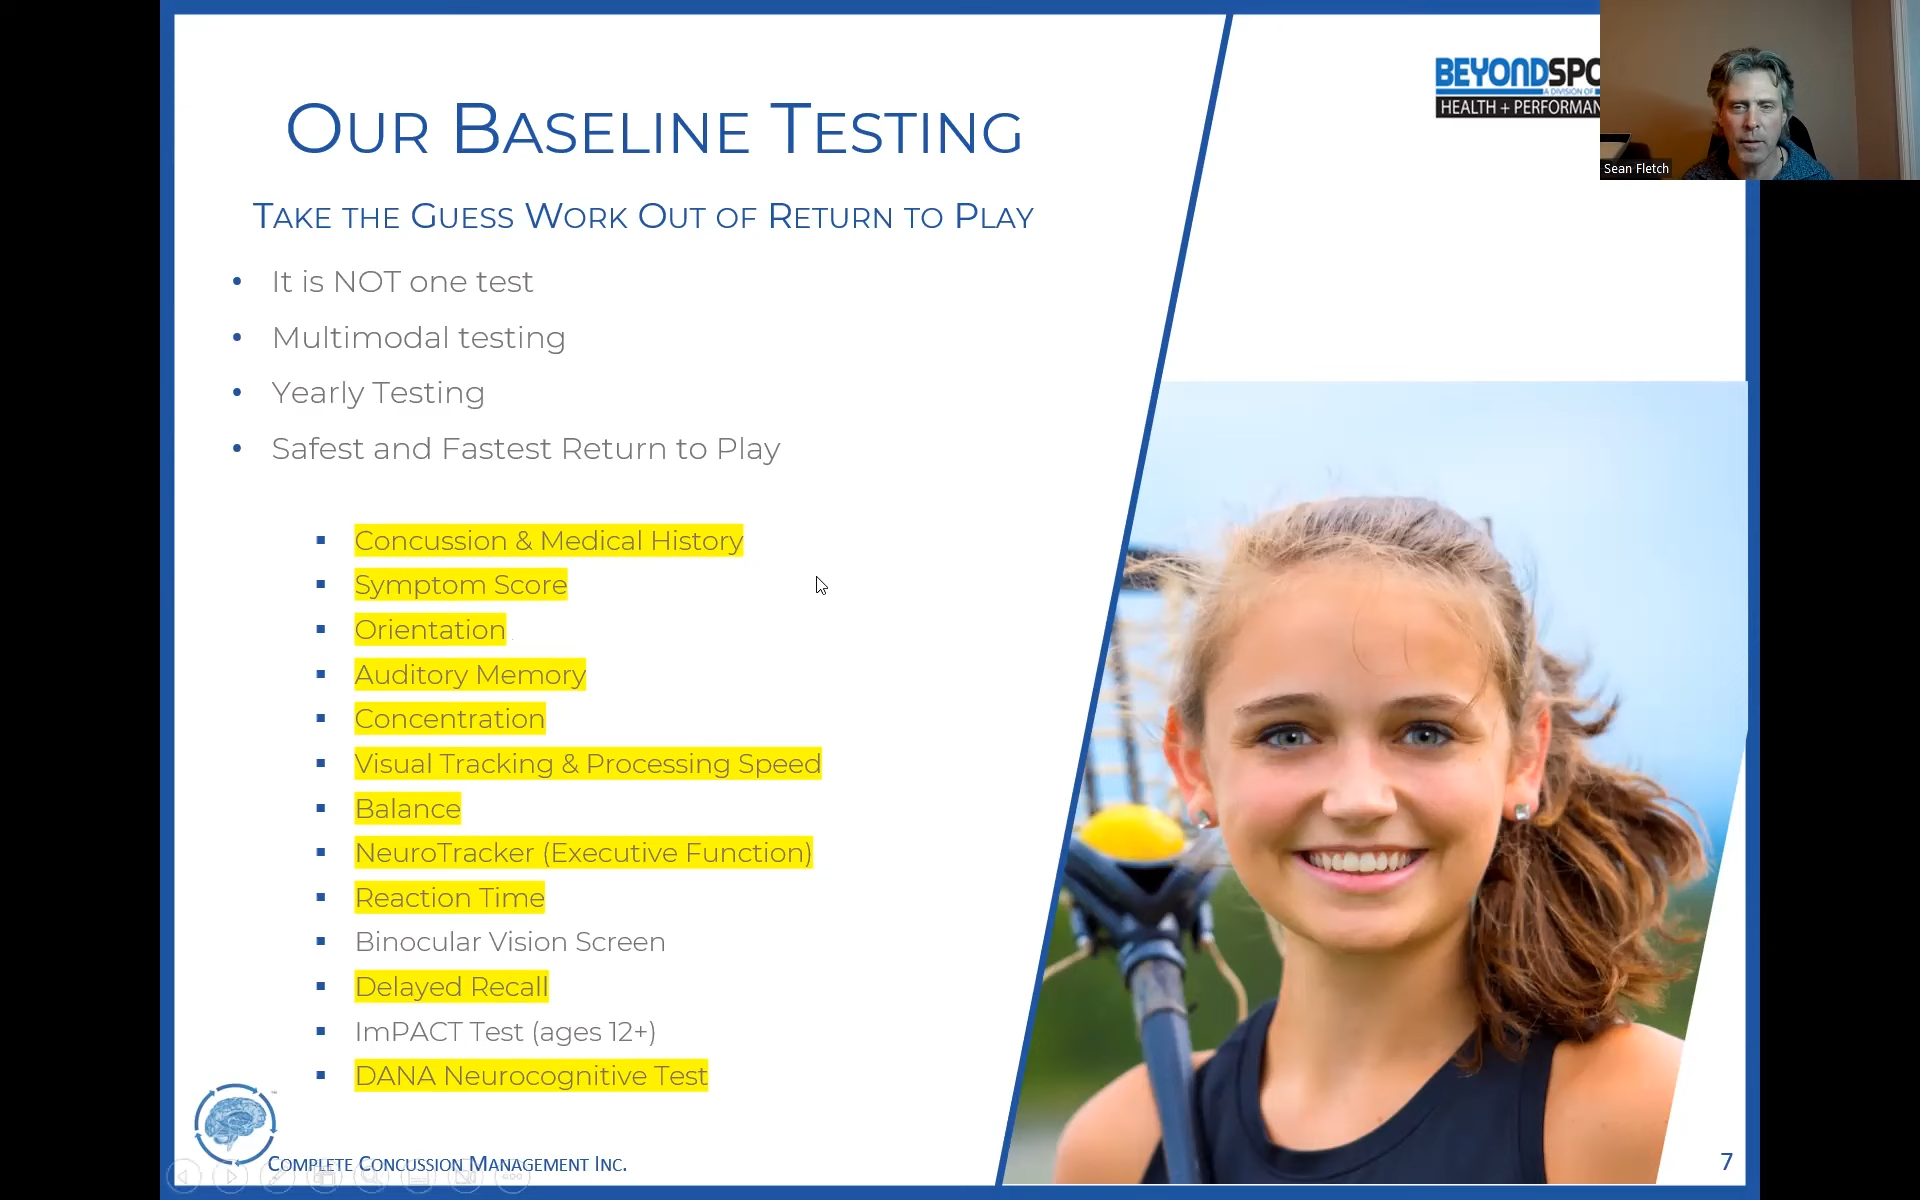 OUR BASELINE TESTING
BEYONDSPO
A DIVISION OF
HEALTH + PERFORMAN
Sean Fletch
TAKE THE GUESS WORK OUT OF RETURN TO PLAY
• It is NOT one test
• Multimodal testing
• Yearly Testing
• Safest and Fastest Return to Play
▪ Concussion & Medical History
▪ Symptom Score
▪ Orientation
▪ Auditory Memory
▪ Concentration
▪ Visual Tracking & Processing Speed
▪ Balance
▪ NeuroTracker (Executive Function)
▪ Reaction Time
▪ Binocular Vision Screen
▪ Delayed Recall
▪ ImPACT Test (ages 12+)
▪ DANA Neurocognitive Test
COMPLETE CONCUSSION MANAGEMENT INC.
7